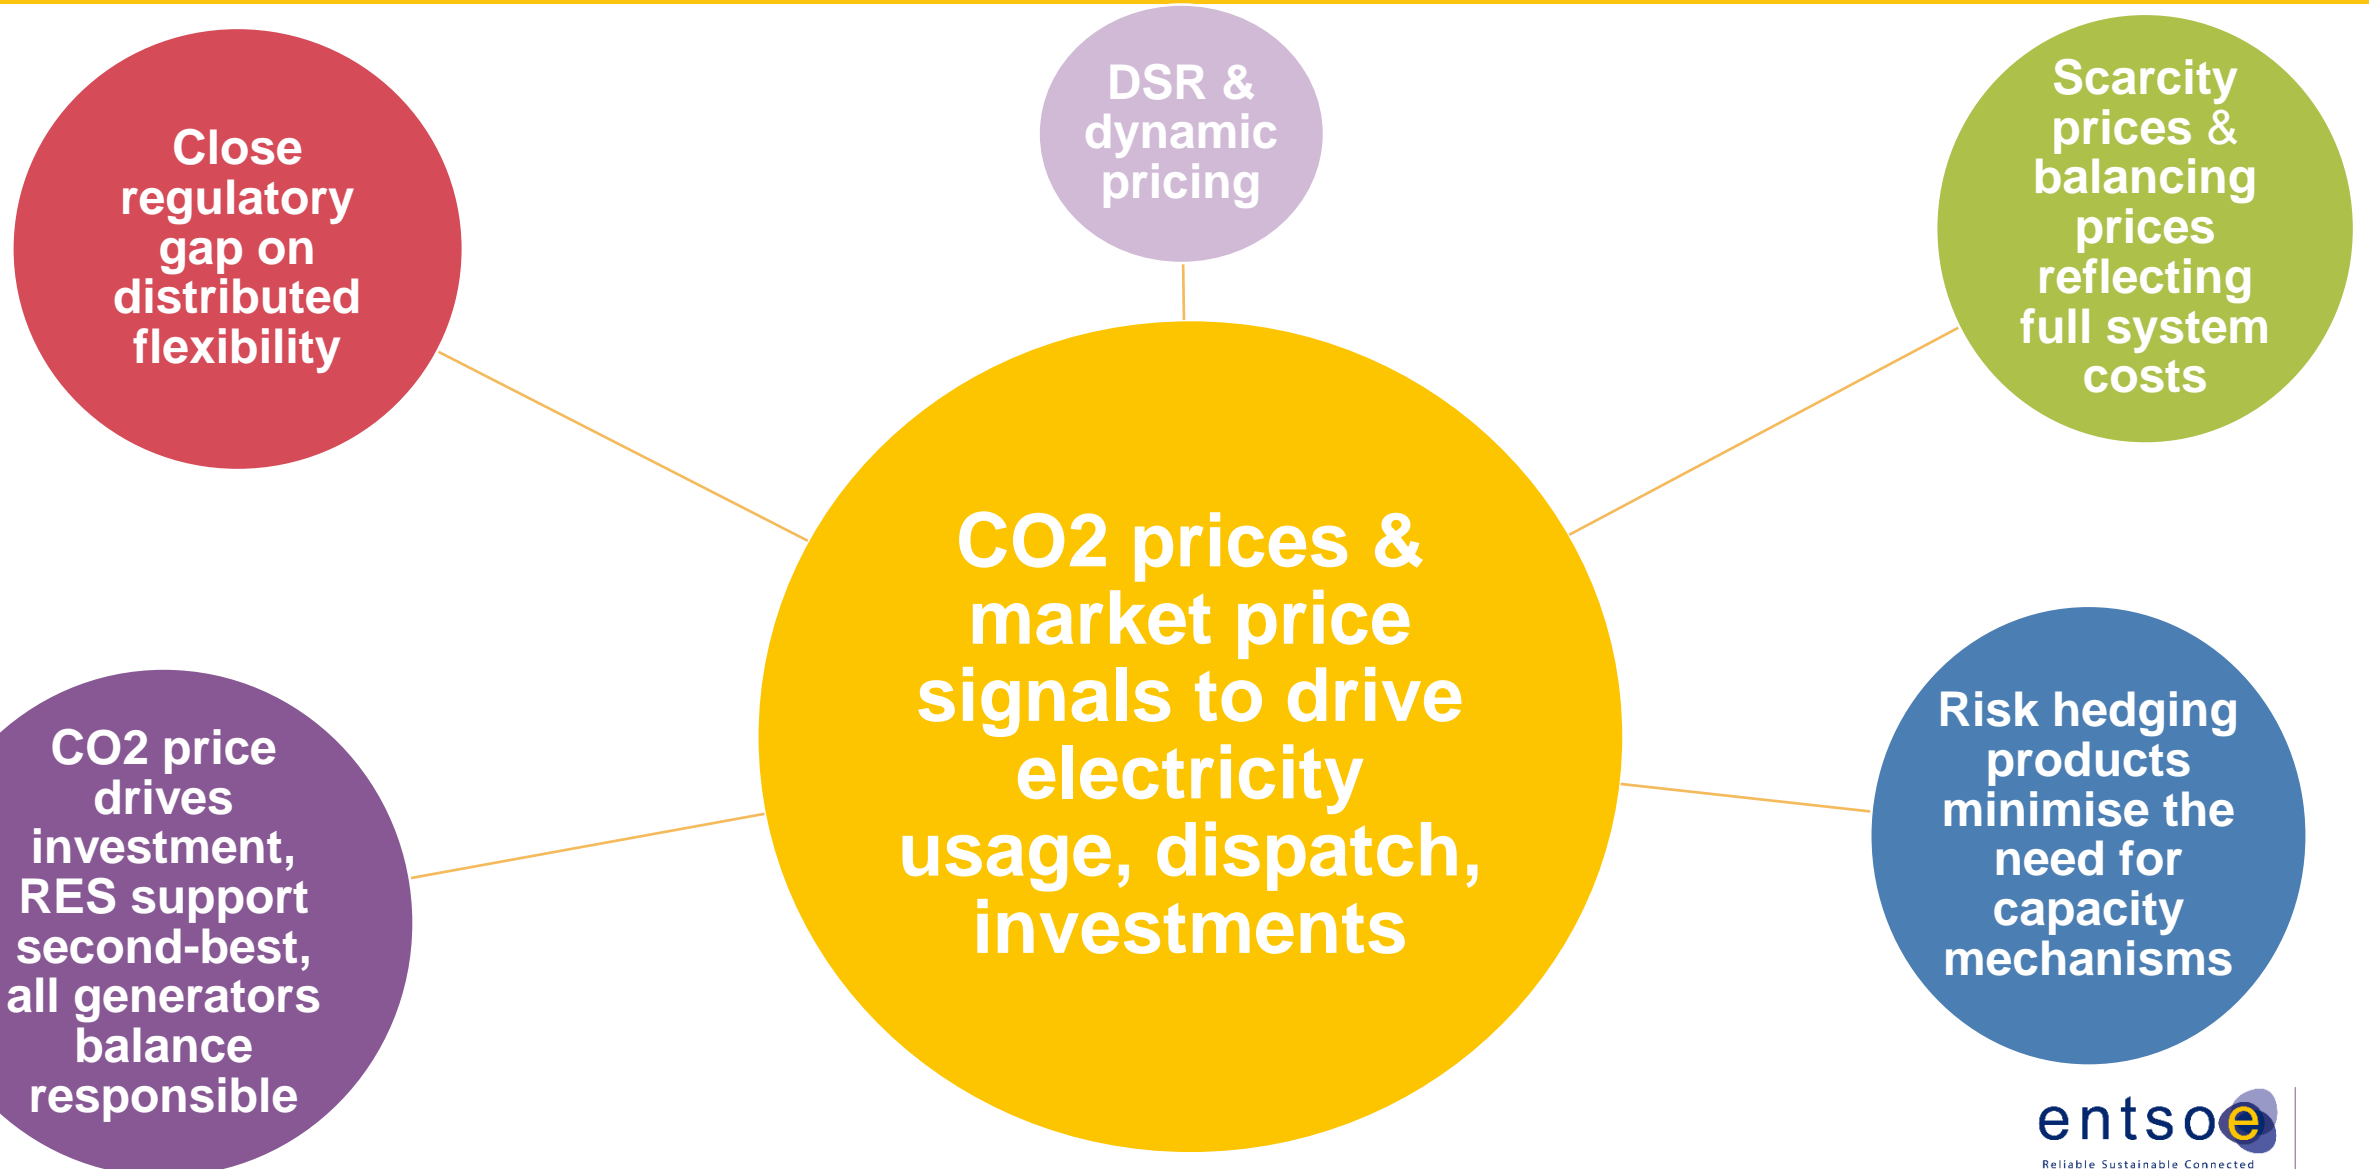 Close
regulatory
gap on
distributed
flexibility
DSR &
dynamic
pricing
Scarcity
prices &
balancing
prices
reflecting
full system
costs
CO2 prices &
market price
signals to drive
electricity
usage, dispatch,
investments
CO2 price
drives
investment,
RES support
second-best,
all generators
balance
responsible
Risk hedging
products
minimise the
need for
capacity
mechanisms
entsoe
Reliable Sustainable Connected